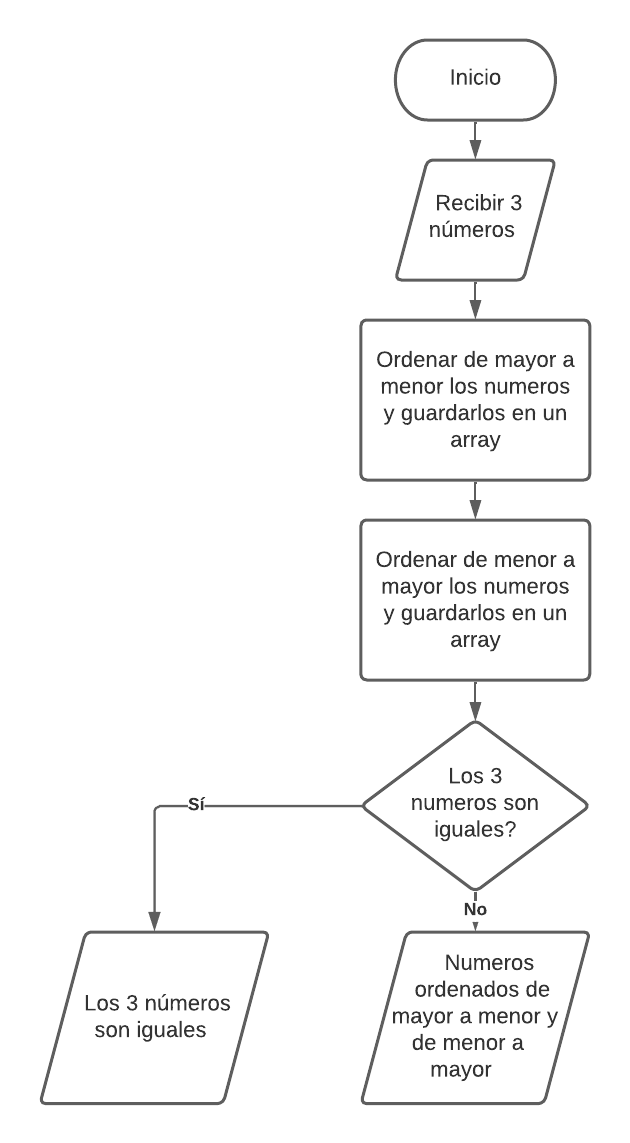 Inicio
Recibir 3
números
Ordenar de mayor a
menor los numeros
y guardarlos en un
array
Ordenar de menor a
mayor los numeros
y guardarlos en un
array
Los 3
numeros son
iguales?
Sí
No
Los 3 números
son iguales
Numeros
ordenados de
mayor a menor y
de menor a
mayor